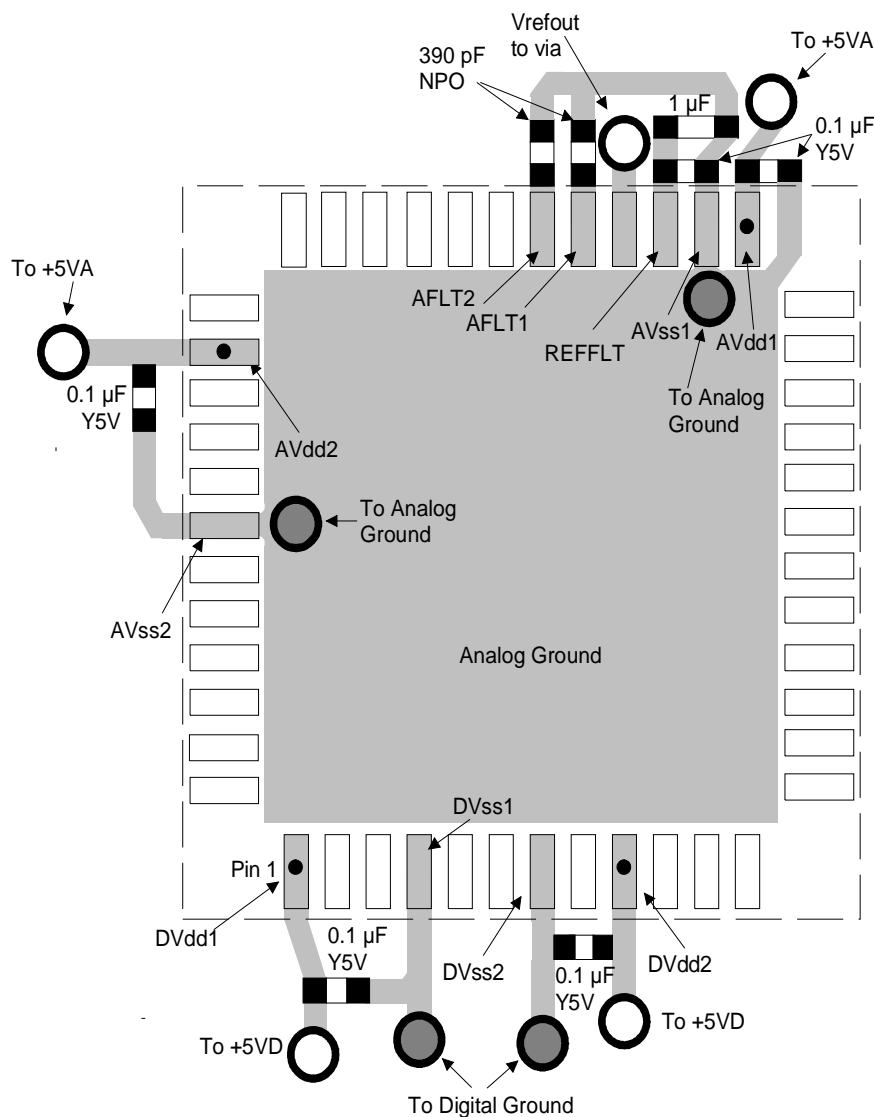 Vrefout
to via
To +5VA
390 pF
NPO
1 µF
0.1 µF
Y5V
To +5VA
AFLT2
AFLT1
REFFLT
AVss1
AVdd1
To Analog
Ground
0.1 µF
Y5V
AVdd2
To Analog
Ground
AVss2
Analog Ground
DVss1
Pin 1
DVdd1
0.1 µF
Y5V
DVss2
0.1 µF
Y5V
DVdd2
To +5VD
To +5VD
To Digital Ground